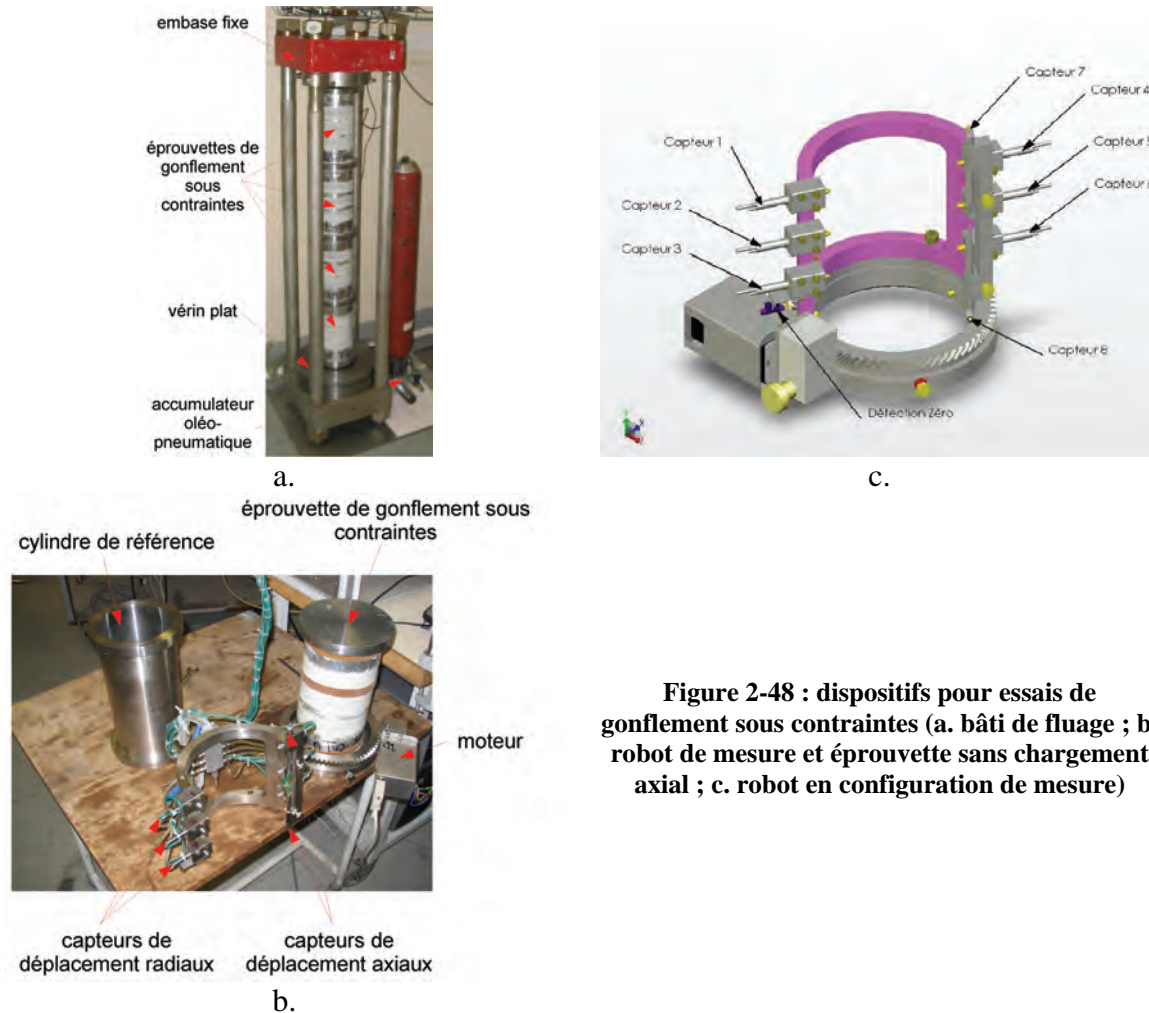 embase fixe
éprouvettes de
gonflement
sous
contraintes
vérin plat
accumulateur
oléo-
pneumatique
a.
Capteur 7
Capteur 4
Capteur 1
Capteur 5
Capteur 2
Capteur 6
Capteur 3
Capteur 8
Détection Zéro
c.
éprouvette de gonflement sous
contraintes
cylindre de référence
moteur
capteurs de
déplacement radiaux
capteurs de
déplacement axiaux
b.
Figure 2-48 : dispositifs pour essais de
gonflement sous contraintes (a. bâti de fluage ; b
robot de mesure et éprouvette sans chargement
axial ; c. robot en configuration de mesure)